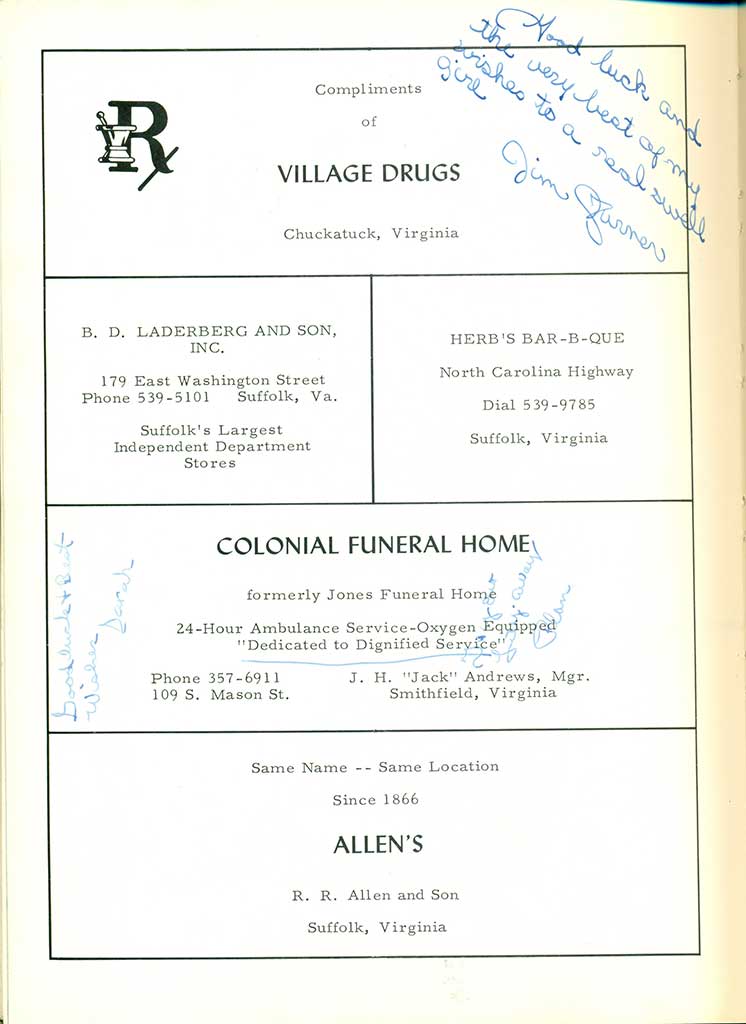 Good luck and
the very best of my
wishes to a real swell
girl
Jim Turner
Rx
Compliments
of
VILLAGE DRUGS
Chuckatuck, Virginia
B. D. LADERBERG AND SON,
INC.
179 East Washington Street
Phone 539-5101 Suffolk, Va.
Suffolk's Largest
Independent Department
Stores
HERB'S BAR-B-QUE
North Carolina Highway
Dial 539-9785
Suffolk, Virginia
COLONIAL FUNERAL HOME
formerly Jones Funeral Home
24-Hour Ambulance Service-Oxygen Equipped
"Dedicated to Dignified Service"
Phone 357-6911 J. H. "Jack" Andrews, Mgr.
109 S. Mason St. Smithfield, Virginia
Good luck & Best
Wishes
Sarah
away
Same Name -- Same Location
Since 1866
ALLEN'S
R. R. Allen and Son
Suffolk, Virginia